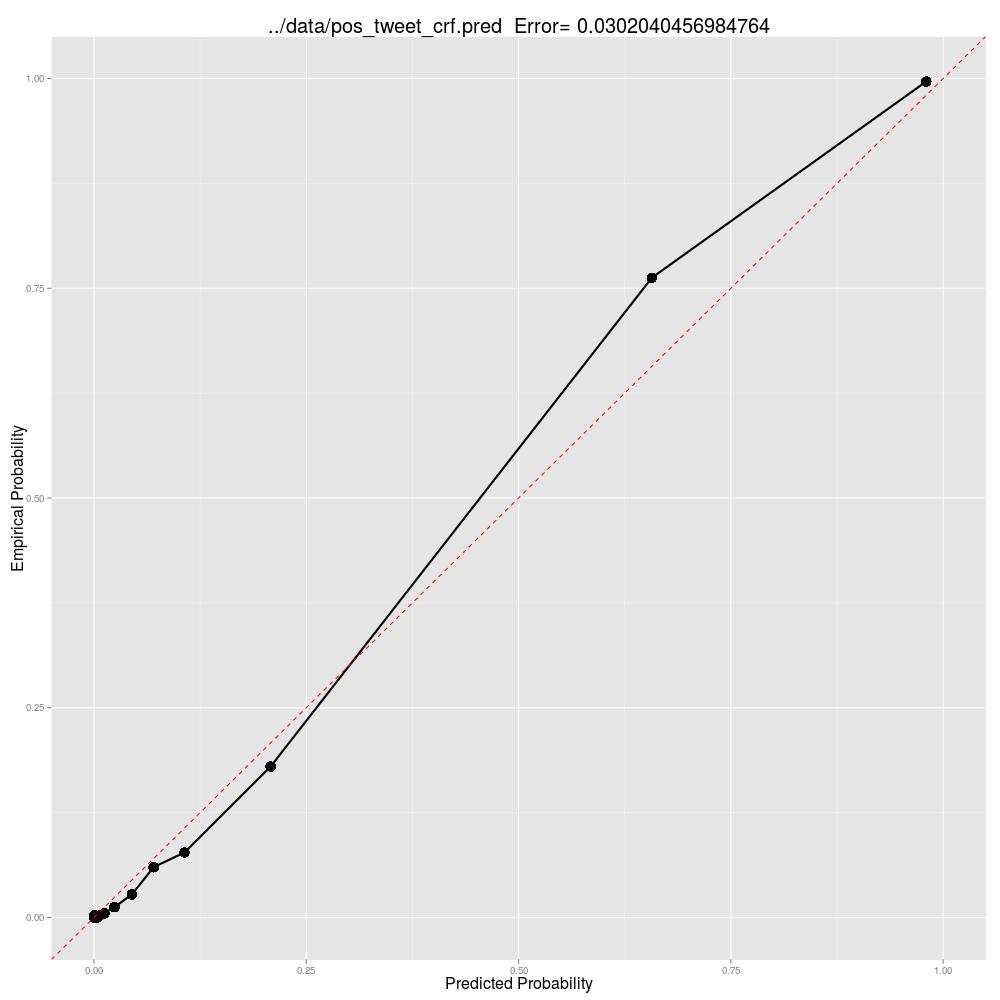 ../data/pos_tweet_crf.pred Error= 0.0302040456984764
Empirical Probability
1.00
0.75
0.50
0.25
0.00
0.00 0.25 0.50 0.75 1.00
Predicted Probability